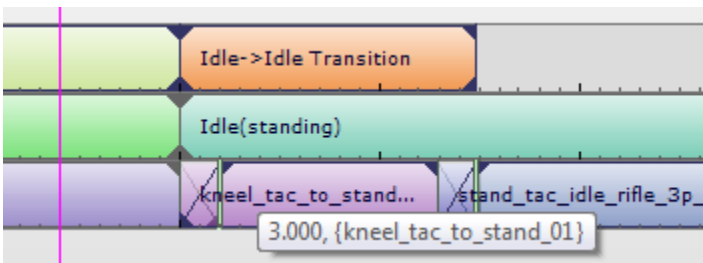 Idle->Idle Transition
Idle(standing)
kneel_tac_to_stand...
stand_tac_idle_rifle_3p_
3.000, {kneel_tac_to_stand_01}